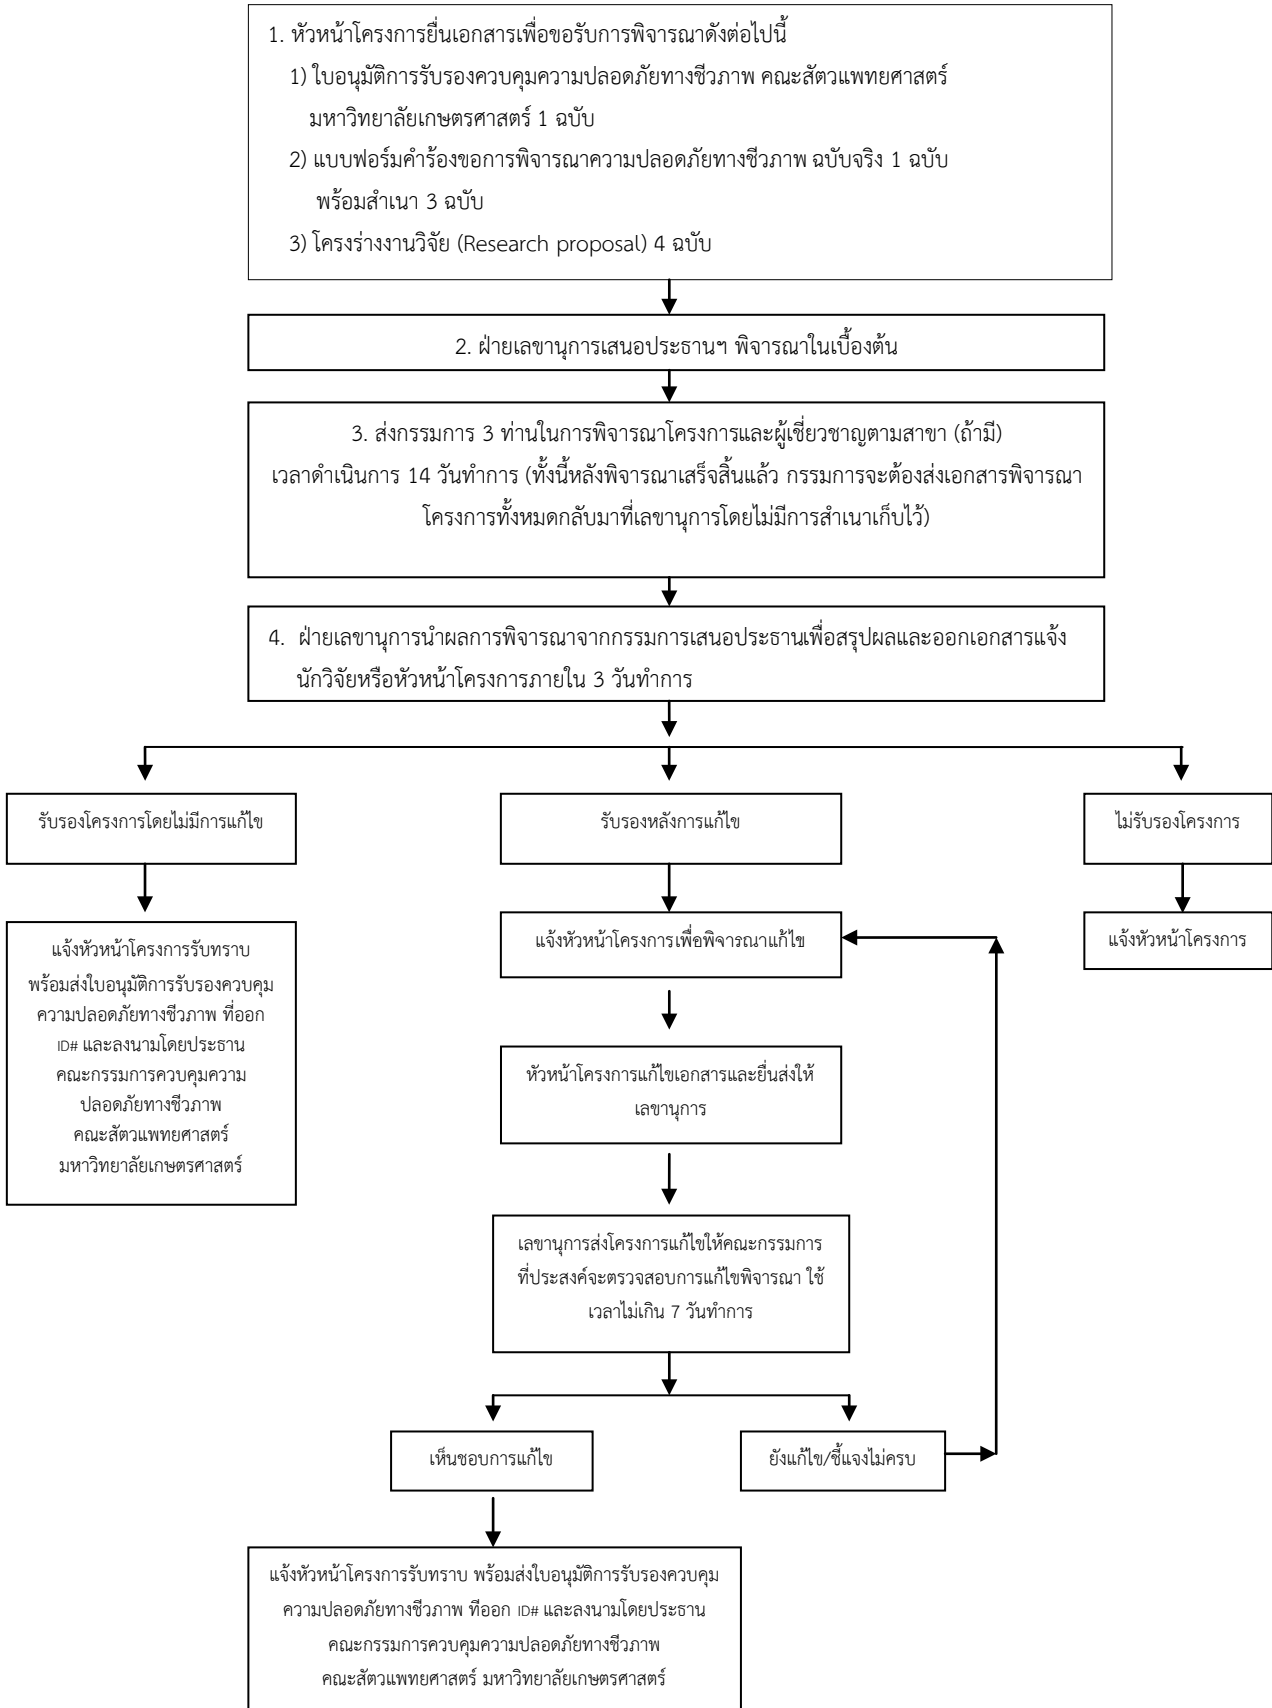 1. หัวหน้าโครงการยื่นเอกสารเพื่อขอรับการพิจารณาดังต่อไปนี้
1) ใบอนุมัติการรับรองควบคุมความปลอดภัยทางชีวภาพ คณะสัตวแพทยศาสตร์
มหาวิทยาลัยเกษตรศาสตร์ 1 ฉบับ
2) แบบฟอร์มคำร้องขอการพิจารณาความปลอดภัยทางชีวภาพ ฉบับจริง 1 ฉบับ
พร้อมสำเนา 3 ฉบับ
3) โครงร่างงานวิจัย (Research proposal) 4 ฉบับ
2. ฝ่ายเลขานุการเสนอประธานฯ พิจารณาในเบื้องต้น
3. ส่งกรรมการ 3 ท่านในการพิจารณาโครงการและผู้เชี่ยวชาญตามสาขา (ถ้ามี)
เวลาดำเนินการ 14 วันทำการ (ทั้งนี้หลังพิจารณาเสร็จสิ้นแล้ว กรรมการจะต้องส่งเอกสารพิจารณา
โครงการทั้งหมดกลับมาที่เลขานุการโดยไม่มีการสำเนาเก็บไว้)
4. ฝ่ายเลขานุการนำผลการพิจารณาจากกรรมการเสนอประธานเพื่อสรุปผลและออกเอกสารแจ้ง
นักวิจัยหรือหัวหน้าโครงการภายใน 3 วันทำการ
รับรองโครงการโดยไม่มีการแก้ไข
รับรองหลังการแก้ไข
ไม่รับรองโครงการ
แจ้งหัวหน้าโครงการรับทราบ
พร้อมส่งใบอนุมัติการรับรองควบคุม
ความปลอดภัยทางชีวภาพ ที่ออก
ID# และลงนามโดยประธาน
คณะกรรมการควบคุมความ
ปลอดภัยทางชีวภาพ
คณะสัตวแพทยศาสตร์
มหาวิทยาลัยเกษตรศาสตร์
แจ้งหัวหน้าโครงการเพื่อพิจารณาแก้ไข
แจ้งหัวหน้าโครงการ
หัวหน้าโครงการแก้ไขเอกสารและยื่นส่งให้
เลขานุการ
เลขานุการส่งโครงการแก้ไขให้คณะกรรมการ
ที่ประสงค์จะตรวจสอบการแก้ไขพิจารณา ใช้
เวลาไม่เกิน 7 วันทำการ
เห็นชอบการแก้ไข
ยังแก้ไข/ชี้แจงไม่ครบ
แจ้งหัวหน้าโครงการรับทราบ พร้อมส่งใบอนุมัติการรับรองควบคุม
ความปลอดภัยทางชีวภาพ ทีออก ID# และลงนามโดยประธาน
คณะกรรมการควบคุมความปลอดภัยทางชีวภาพ
คณะสัตวแพทยศาสตร์ มหาวิทยาลัยเกษตรศาสตร์